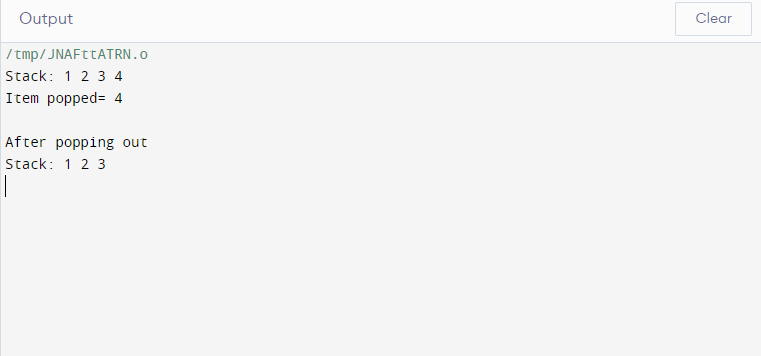 Output
Clear
/tmp/JNAFttATRN.o
Stack: 1 2 3 4
Item popped= 4
After popping out
Stack: 1 2 3